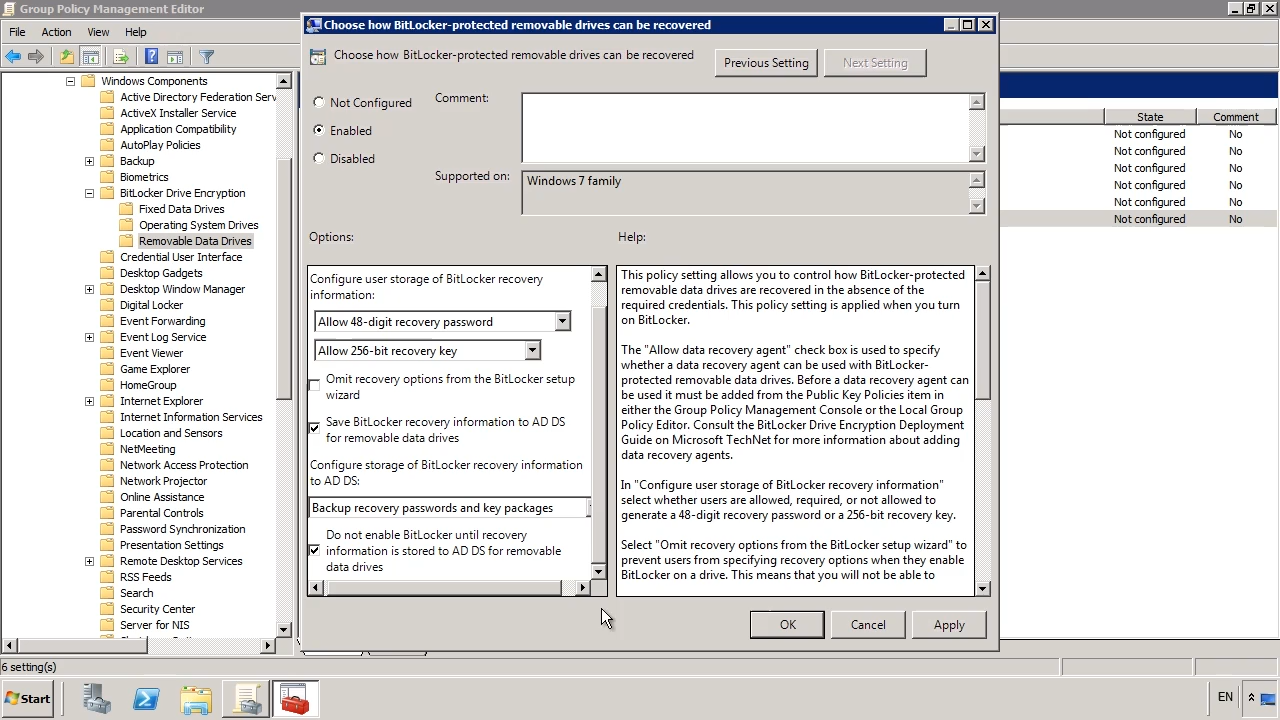 Group Policy Management Editor
File Action View Help
Windows Components
Active Directory Federation Serv
ActiveX Installer Service
Application Compatibility
AutoPlay Policies
Backup
Biometrics
BitLocker Drive Encryption
Fixed Data Drives
Operating System Drives
Removable Data Drives
Credential User Interface
Desktop Gadgets
Desktop Window Manager
Digital Locker
Event Forwarding
Event Log Service
Event Viewer
Game Explorer
HomeGroup
Internet Explorer
Internet Information Services
Location and Sensors
NetMeeting
Network Access Protection
Network Projector
Online Assistance
Parental Controls
Password Synchronization
Presentation Settings
Remote Desktop Services
RSS Feeds
Search
Security Center
Server for NIS
Choose how BitLocker-protected removable drives can be recovered
Choose how BitLocker-protected removable drives can be recovered
Previous Setting
Next Setting
Not Configured
Enabled
Disabled
Comment:
Supported on:
Windows 7 family
Options:
Configure user storage of BitLocker recovery
information:
Allow 48-digit recovery password
Allow 256-bit recovery key
Omit recovery options from the BitLocker setup
wizard
Save BitLocker recovery information to AD DS
for removable data drives
Configure storage of BitLocker recovery information
to AD DS:
Backup recovery passwords and key packages
Do not enable BitLocker until recovery
information is stored to AD DS for removable
data drives
Help:
This policy setting allows you to control how BitLocker-protected
removable data drives are recovered in the absence of the
required credentials. This policy setting is applied when you turn
on BitLocker.
The "Allow data recovery agent" check box is used to specify
whether a data recovery agent can be used with BitLocker-
protected removable data drives. Before a data recovery agent can
be used it must be added from the Public Key Policies item in
either the Group Policy Management Console or the Local Group
Policy Editor. Consult the BitLocker Drive Encryption Deployment
Guide on Microsoft TechNet for more information about adding
data recovery agents.
In "Configure user storage of BitLocker recovery information"
select whether users are allowed, required, or not allowed to
generate a 48-digit recovery password or a 256-bit recovery key.
Select "Omit recovery options from the BitLocker setup wizard" to
prevent users from specifying recovery options when they enable
BitLocker on a drive. This means that you will not be able to
OK
Cancel
Apply
State Comment
Not configured No
Not configured No
Not configured No
Not configured No
Not configured No
Not configured No
6 setting(s)
Start
EN